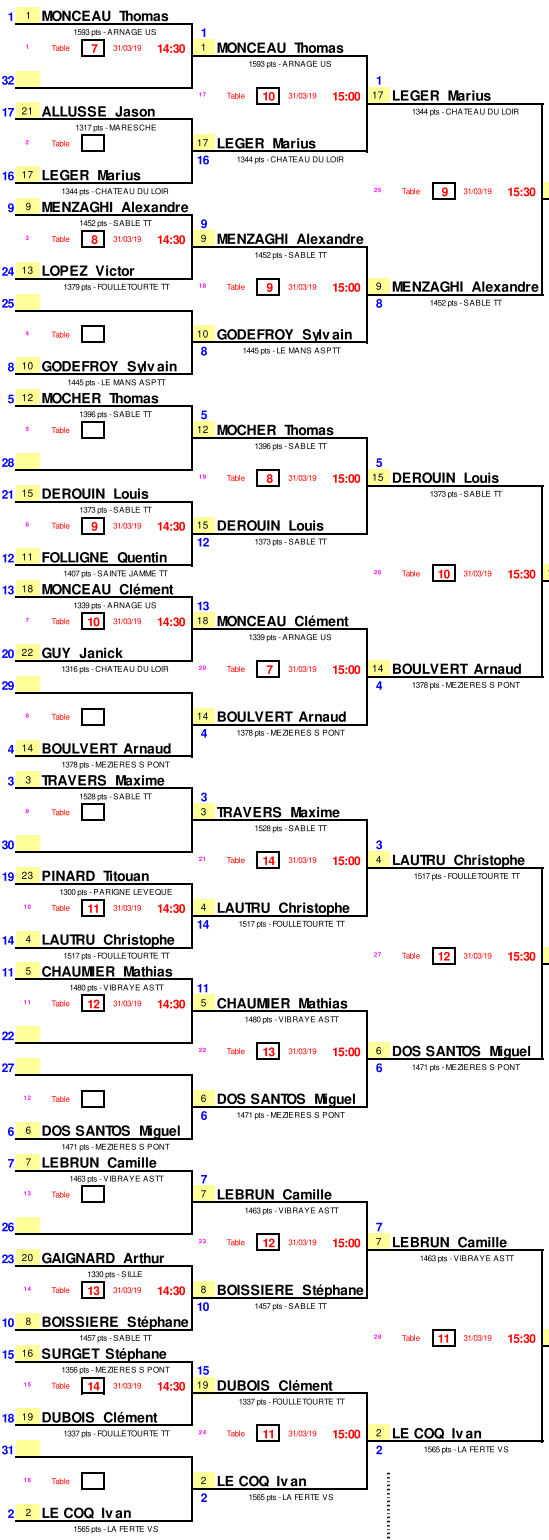 1 1 MONCEAU Thomas
1593 pts - ARNAGE US
1 Table 7 31/03/19 14:30
32
17 21 ALLUSSE Jason
1317 pts - MARESCHE
2 Table
16 17 LEGER Marius
1344 pts - CHATEAU DU LOIR
9 9 MENZAGHI Alexandre
1452 pts - SABLE TT
3 Table 8 31/03/19 14:30
24 13 LOPEZ Victor
1379 pts - FOULLETOURTE TT
25
4 Table
8 10 GODEFROY Sylvain
1445 pts - LE MANS ASPTT
5 12 MOCHER Thomas
1396 pts - SABLE TT
5 Table
28
21 15 DEROUIN Louis
1373 pts - SABLE TT
6 Table 9 31/03/19 14:30
12 11 FOLLIGNE Quentin
1407 pts - SAINTE JAMME TT
13 18 MONCEAU Clément
1339 pts - ARNAGE US
7 Table 10 31/03/19 14:30
20 22 GUY Janick
1316 pts - CHATEAU DU LOIR
29
8 Table
4 14 BOULVERT Arnaud
1378 pts - MEZIERES S PONT
3 3 TRAVERS Maxime
1528 pts - SABLE TT
9 Table
30
19 23 PINARD Titouan
1300 pts - PARIGNE LEVEQUE
10 Table 11 31/03/19 14:30
14 4 LAUTRU Christophe
1517 pts - FOULLETOURTE TT
11 5 CHAUMIER Mathias
1480 pts - VIBRAYE ASTT
11 Table 12 31/03/19 14:30
22
27
12 Table
6 6 DOS SANTOS Miguel
1471 pts - MEZIERES S PONT
7 7 LEBRUN Camille
1463 pts - VIBRAYE ASTT
13 Table
26
23 20 GAIGNARD Arthur
1330 pts - SILLE
14 Table 13 31/03/19 14:30
10 8 BOISSIERE Stéphane
1457 pts - SABLE TT
15 16 SURGET Stéphane
1356 pts - MEZIERES S PONT
15 Table 14 31/03/19 14:30
18 19 DUBOIS Clément
1337 pts - FOULLETOURTE TT
31
16 Table
2 2 LE COQ Ivan
1565 pts - LA FERTE VS
1
1 MONCEAU Thomas
1593 pts - ARNAGE US
17 Table 10 31/03/19 15:00
17 LEGER Marius
16 1344 pts - CHATEAU DU LOIR
9
9 MENZAGHI Alexandre
1452 pts - SABLE TT
18 Table 9 31/03/19 15:00
10 GODEFROY Sylvain
8 1445 pts - LE MANS ASPTT
5
12 MOCHER Thomas
1396 pts - SABLE TT
19 Table 8 31/03/19 15:00
15 DEROUIN Louis
12 1373 pts - SABLE TT
13
18 MONCEAU Clément
1339 pts - ARNAGE US
20 Table 7 31/03/19 15:00
14 BOULVERT Arnaud
4 1378 pts - MEZIERES S PONT
3
3 TRAVERS Maxime
1528 pts - SABLE TT
21 Table 14 31/03/19 15:00
4 LAUTRU Christophe
14 1517 pts - FOULLETOURTE TT
11
5 CHAUMIER Mathias
1480 pts - VIBRAYE ASTT
22 Table 13 31/03/19 15:00
6 DOS SANTOS Miguel
6 1471 pts - MEZIERES S PONT
7
7 LEBRUN Camille
1463 pts - VIBRAYE ASTT
23 Table 12 31/03/19 15:00
8 BOISSIERE Stéphane
10 1457 pts - SABLE TT
15
19 DUBOIS Clément
1337 pts - FOULLETOURTE TT
24 Table 11 31/03/19 15:00
2 LE COQ Ivan
2 1565 pts - LA FERTE VS
1
17 LEGER Marius
1344 pts - CHATEAU DU LOIR
25 Table 9 31/03/19 15:30
9 MENZAGHI Alexandre
8 1452 pts - SABLE TT
5
15 DEROUIN Louis
1373 pts - SABLE TT
26 Table 10 31/03/19 15:30
14 BOULVERT Arnaud
4 1378 pts - MEZIERES S PONT
3
4 LAUTRU Christophe
1517 pts - FOULLETOURTE TT
27 Table 12 31/03/19 15:30
6 DOS SANTOS Miguel
6 1471 pts - MEZIERES S PONT
7
7 LEBRUN Camille
1463 pts - VIBRAYE ASTT
28 Table 11 31/03/19 15:30
2 LE COQ Ivan
2 1565 pts - LA FERTE VS